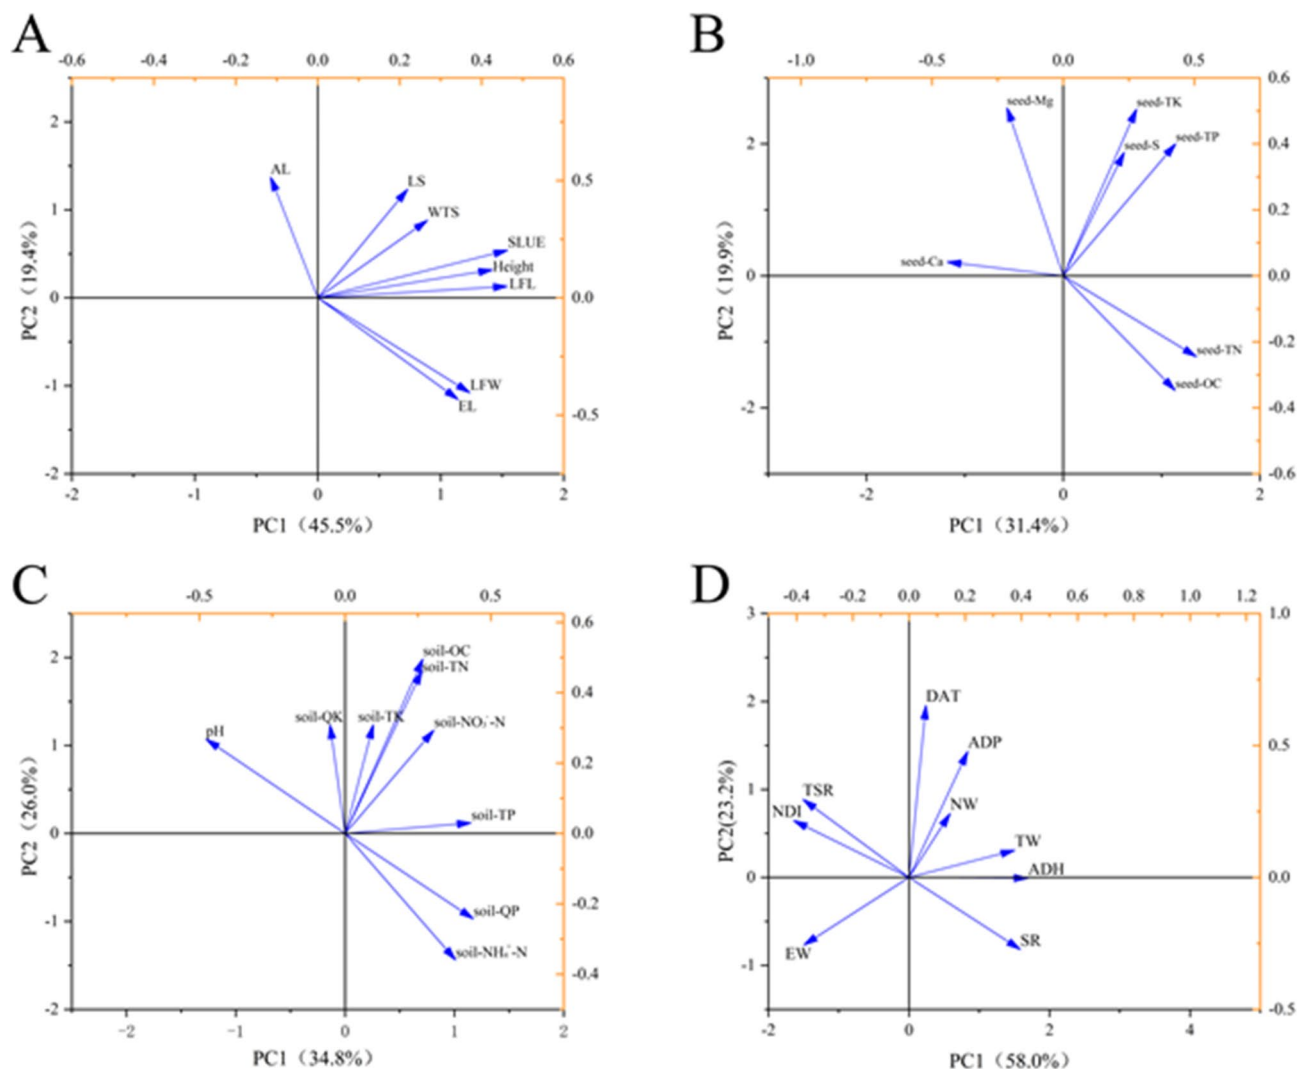 A
-0.6 -0.4 -0.2 0.0 0.2 0.4 0.6
2
1
0
-1
-2
PC2（19.4%）
AL
LS
WTS
SLUE
Height
LFL
LFW
EL
0.5
0.0
-0.5
-2 -1 0 1 2
PC1（45.5%）
B
-1.0 -0.5 0.0 0.5
2
0
-2
PC2（19.9%）
seed-Mg
seed-TK
seed-TP
seed-S
seed-Ca
seed-TN
seed-OC
0.6
0.4
0.2
0.0
-0.2
-0.4
-0.6
-2 0 2
PC1（31.4%）
C
-0.5 0.0 0.5
2
1
0
-1
-2
PC2（26.0%）
soil-OC
soil-TN
soil-QK
soil-TK
soil-NO₃⁻-N
pH
soil-TP
soil-QP
soil-NH₄⁺-N
0.6
0.4
0.2
0.0
-0.2
-0.4
-2 -1 0 1 2
PC1（34.8%）
D
-0.4 -0.2 0.0 0.2 0.4 0.6 0.8 1.0 1.2
3
2
1
0
-1
PC2(23.2%)
DAT
ADP
TSR
NW
NDI
TW
ADH
SR
EW
1.0
0.5
0.0
-0.5
-2 0 2 4
PC1（58.0%）